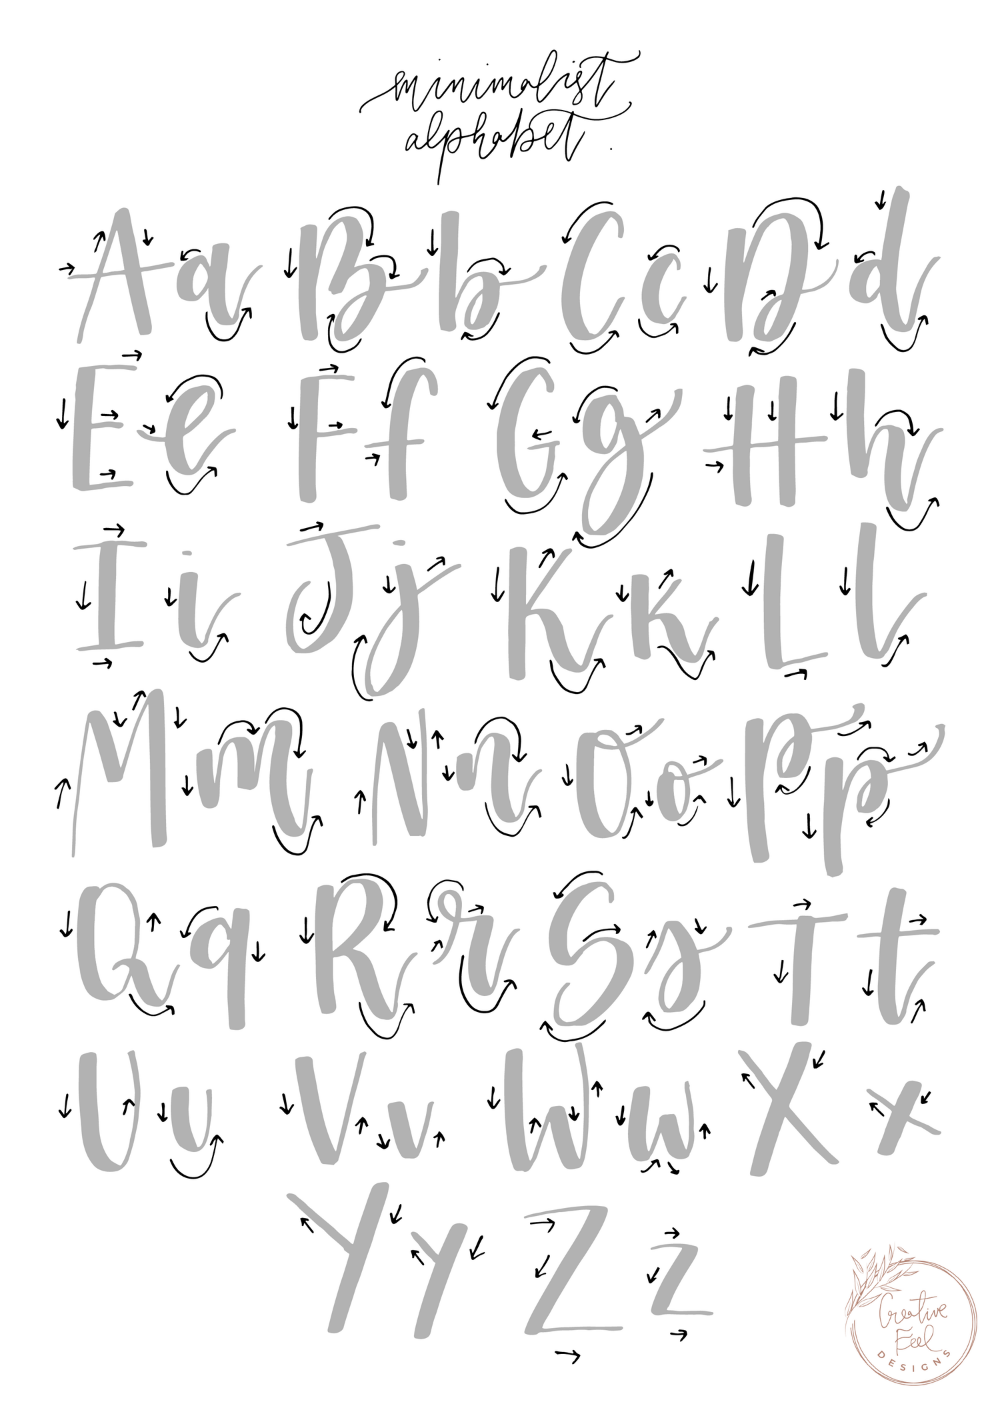 minimalist
alphabet.
Aa Bb Cc Dd
Ee Ff Gg Hh
Ii Jj Kk Ll
Mm Nn Oo Pp
Qq Rr Ss Tt
Uu Vv Ww Xx
Yy Zz
Creative
Feel
DESIGNS